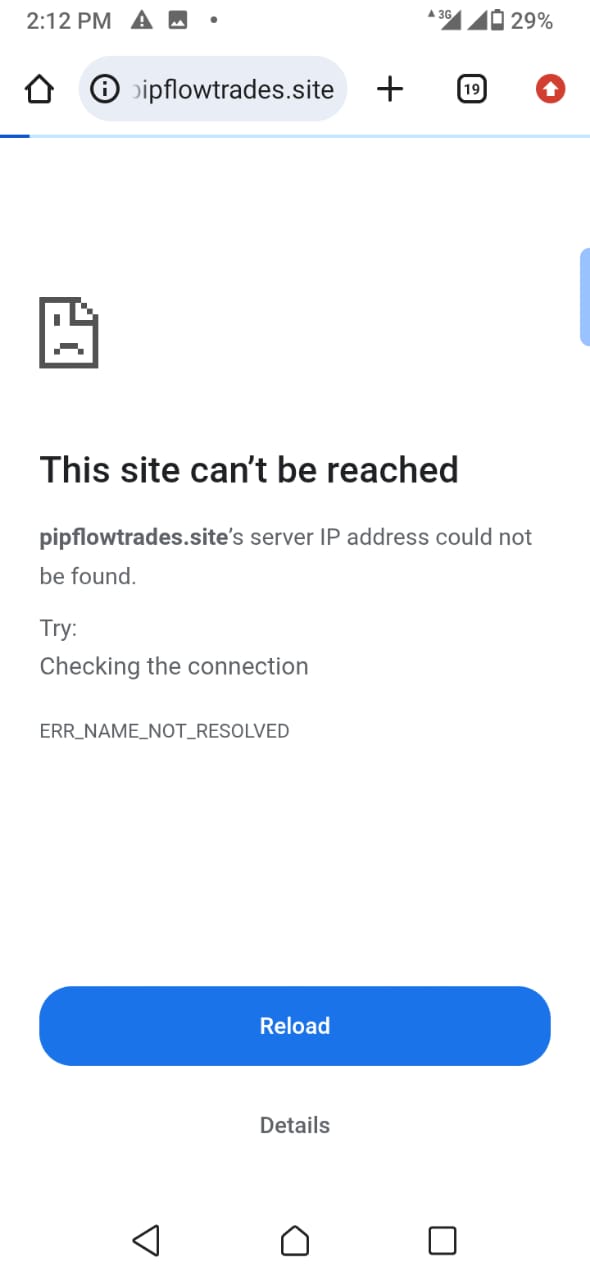 2:12 PM 3G 29%
pipflowtrades.site 19
This site can't be reached
pipflowtrades.site's server IP address could not
be found.
Try:
Checking the connection
ERR_NAME_NOT_RESOLVED
Reload
Details